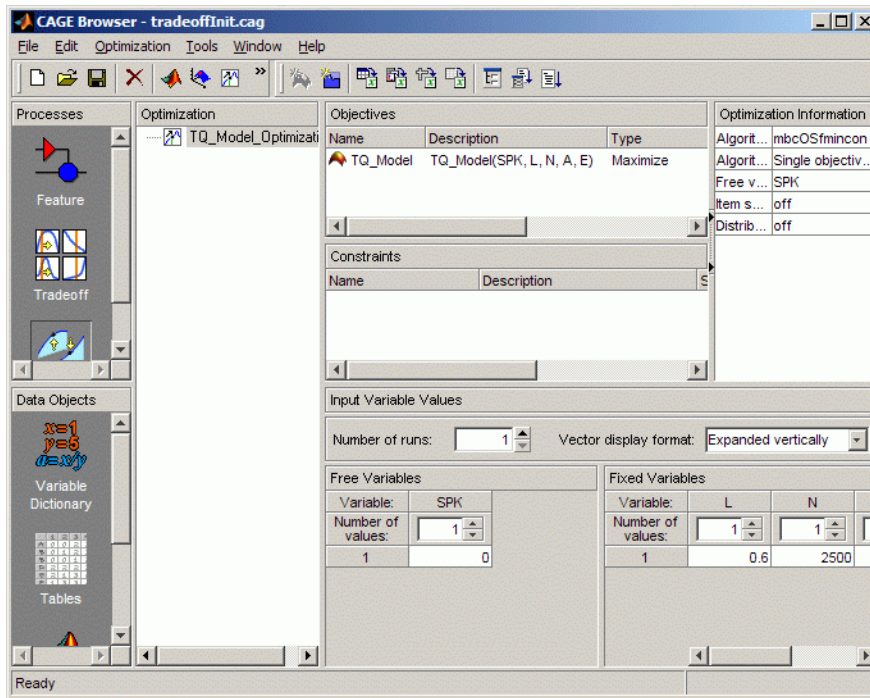 CAGE Browser - tradeoffInit.cag
File Edit Optimization Tools Window Help
»
Processes
Feature
Tradeoff
Optimization
TQ_Model_Optimizati
Objectives
Name Description Type
TQ_Model TQ_Model(SPK, L, N, A, E) Maximize
Constraints
Name Description S
Optimization Information
Algorit... mbcOSfmincon
Algorit... Single objectiv...
Free v... SPK
Item s... off
Distrib... off
Data Objects
x=1
y=6
a=x/y
Variable
Dictionary
Tables
Input Variable Values
Number of runs: 1 Vector display format: Expanded vertically
Free Variables
Variable: SPK
Number of values: 1
1 0
Fixed Variables
Variable: L N
Number of values: 1 1
1 0.6 2500
Ready